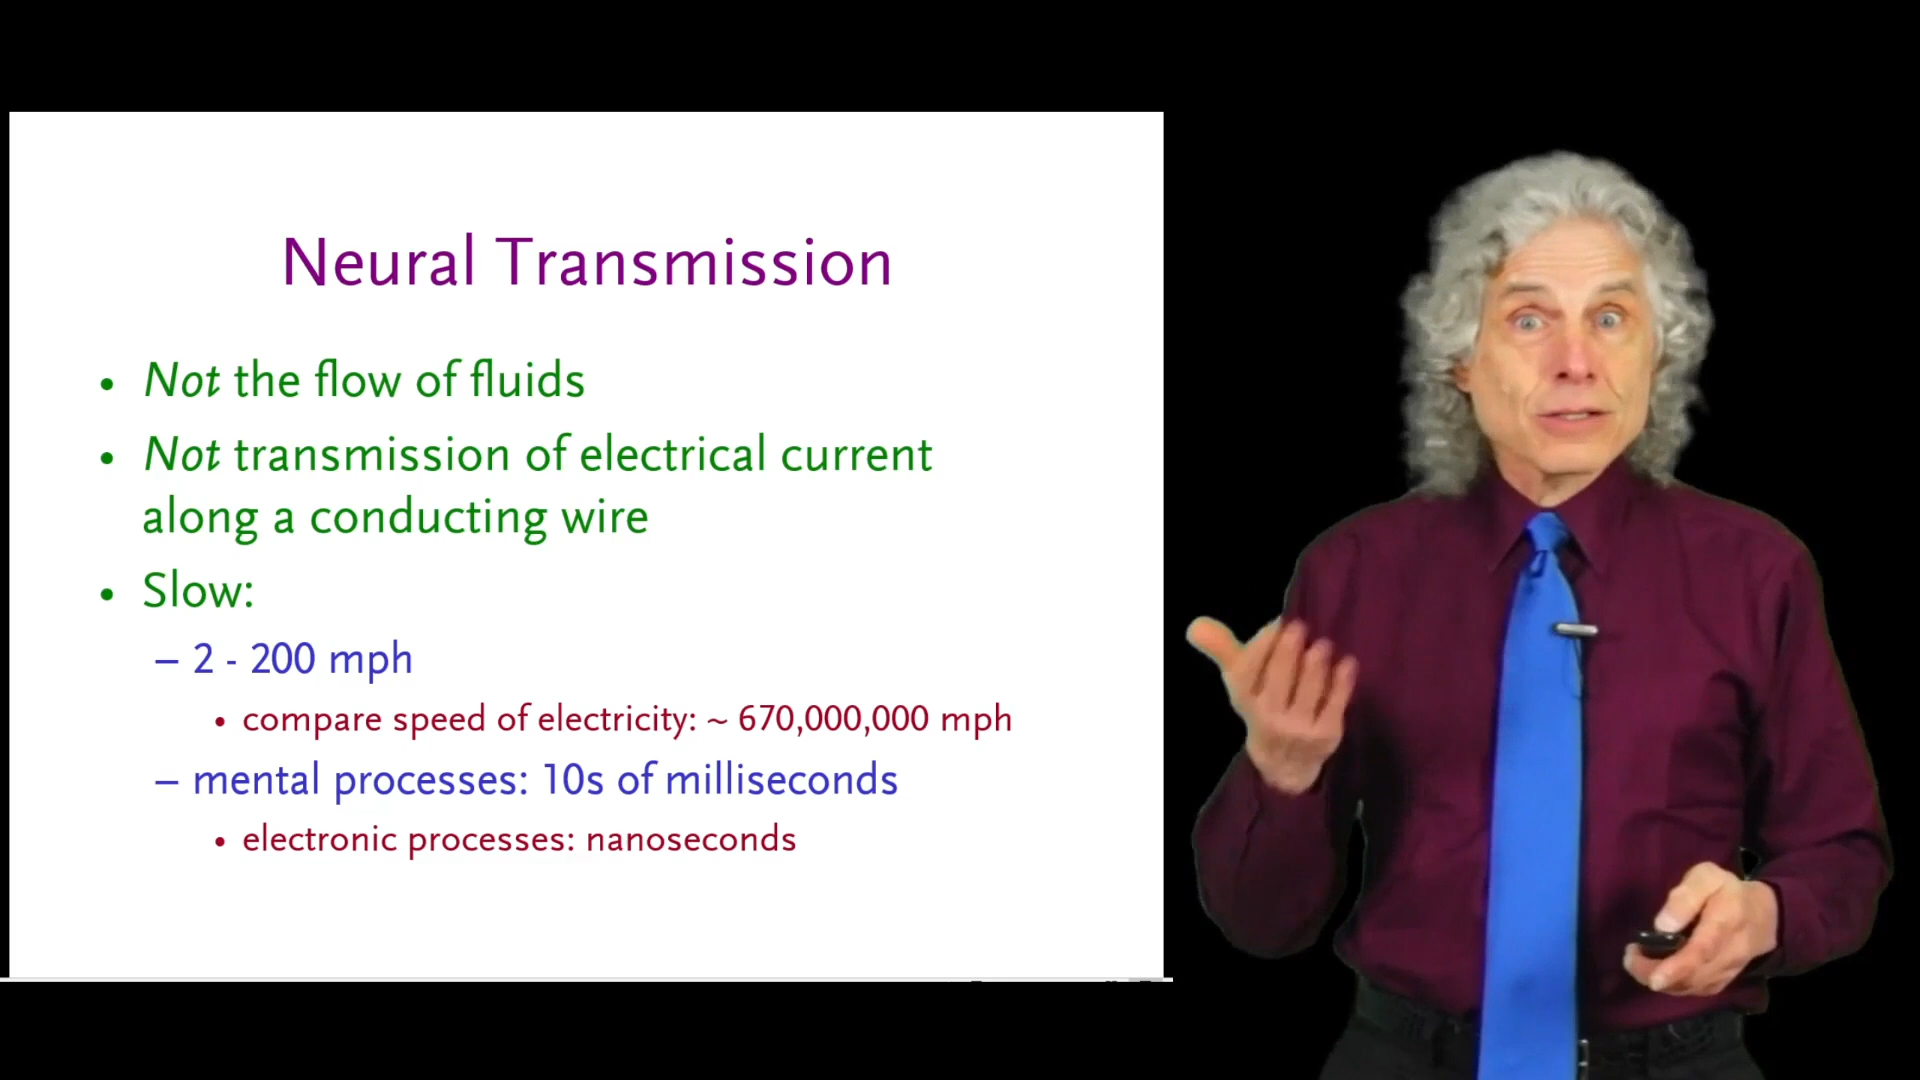 Neural Transmission
• Not the flow of fluids
• Not transmission of electrical current
along a conducting wire
• Slow:
– 2 - 200 mph
• compare speed of electricity: ~ 670,000,000 mph
– mental processes: 10s of milliseconds
• electronic processes: nanoseconds